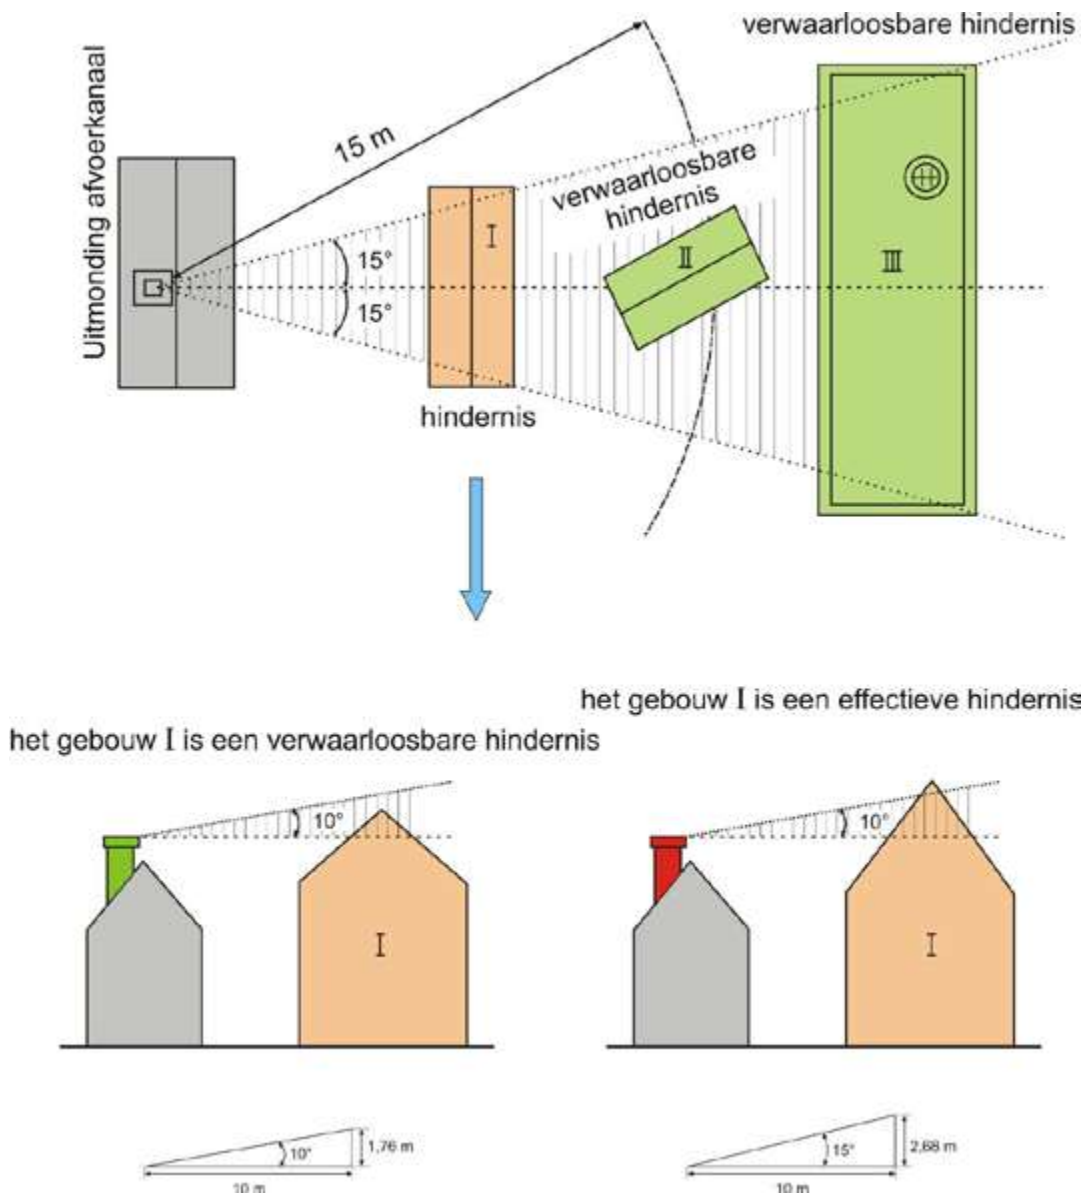 verwaarloosbare hindernis
Uitmonding afvoerkanaal
15 m
verwaarloosbare
hindernis
I
II
III
15°
15°
hindernis
het gebouw I is een effectieve hindernis
het gebouw I is een verwaarloosbare hindernis
10°
I
10°
I
10°
1,76 m
10 m
15°
2,68 m
10 m